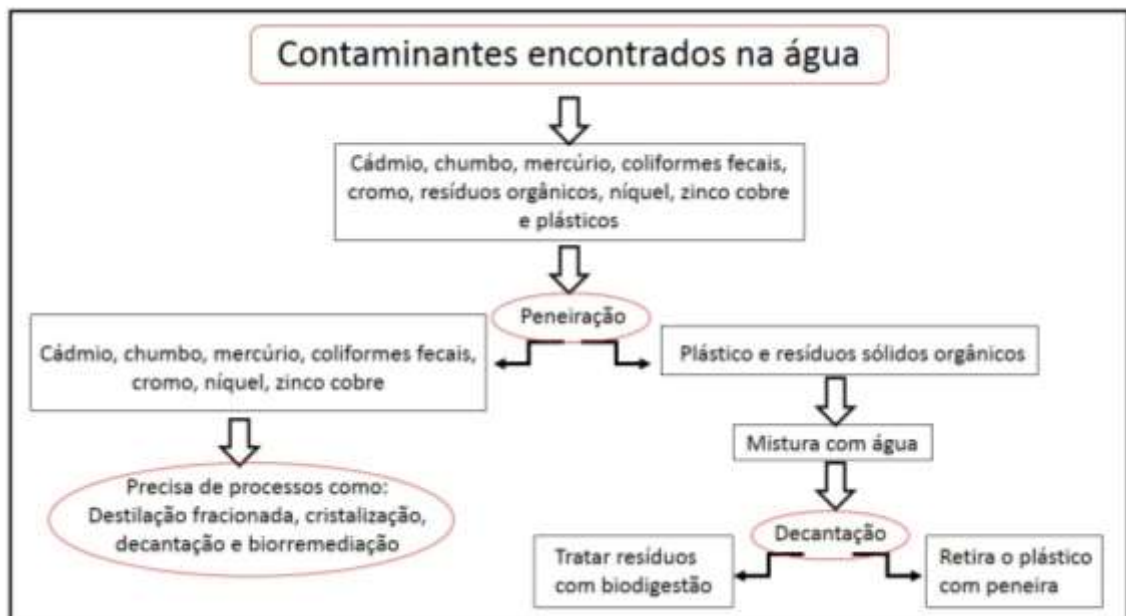 Contaminantes encontrados na água
Cádmio, chumbo, mercúrio, coliformes fecais,
cromo, resíduos orgânicos, níquel, zinco cobre
e plásticos
Peneiração
Cádmio, chumbo, mercúrio, coliformes fecais,
cromo, níquel, zinco cobre
Plástico e resíduos sólidos orgânicos
Mistura com água
Precisa de processos como:
Destilação fracionada, cristalização,
decantação e biorremediação
Decantação
Tratar resíduos
com biodigestão
Retira o plástico
com peneira